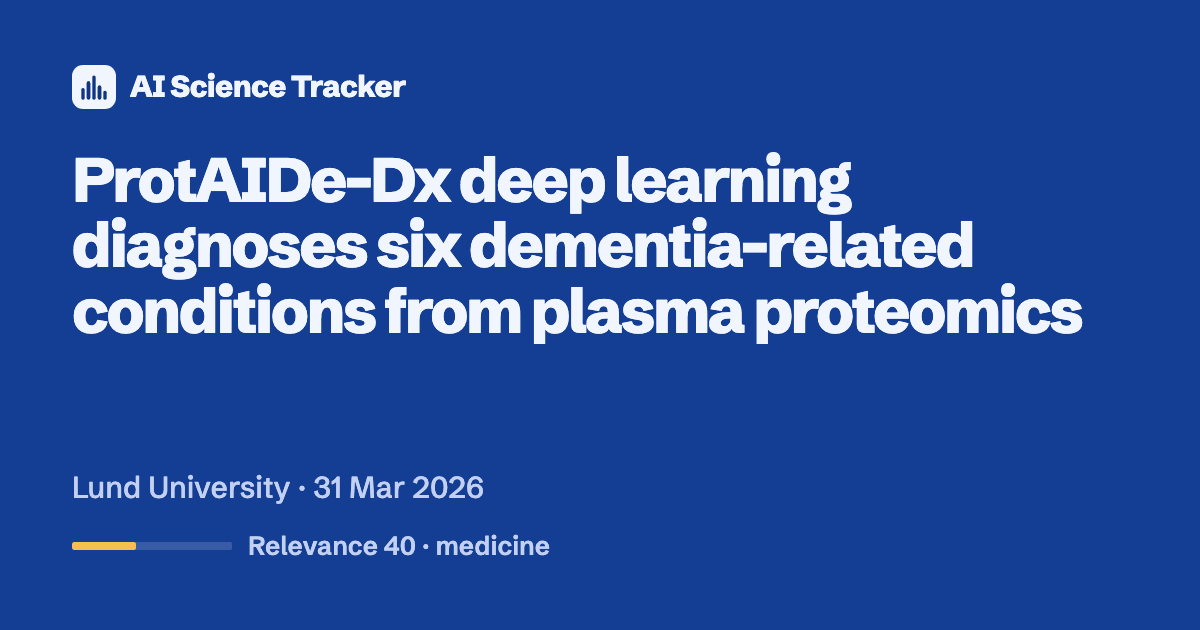 AI Science Tracker
ProtAIDe-Dx deep learning
diagnoses six dementia-related
conditions from plasma proteomics
Lund University · 31 Mar 2026
Relevance 40 · medicine